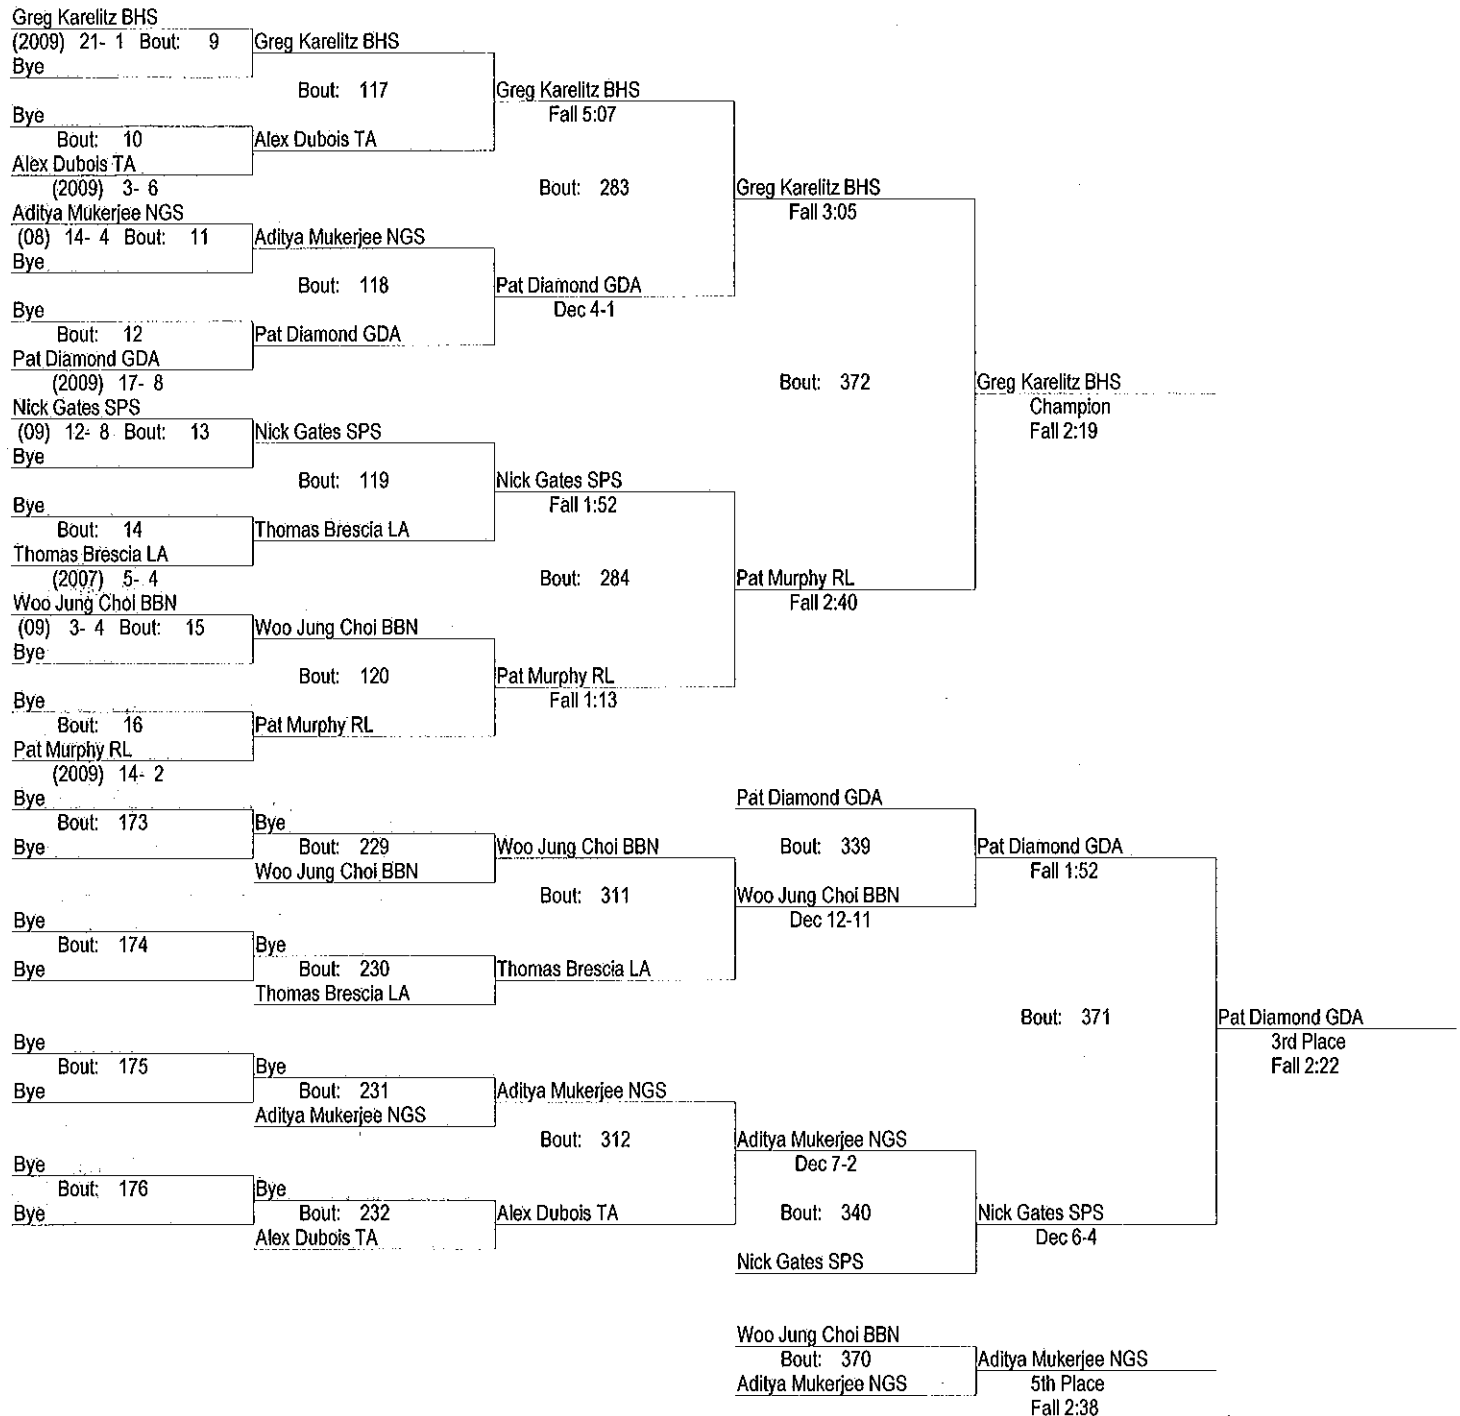 Greg Karelitz BHS
(2009) 21- 1 Bout: 9
Bye
Greg Karelitz BHS
Bout: 117
Greg Karelitz BHS
Fall 5:07
Bye
Bout: 10
Alex Dubois TA
Alex Dubois TA
(2009) 3- 6
Bout: 283
Greg Karelitz BHS
Fall 3:05
Aditya Mukerjee NGS
(08) 14- 4 Bout: 11
Bye
Aditya Mukerjee NGS
Bout: 118
Pat Diamond GDA
Dec 4-1
Bye
Bout: 12
Pat Diamond GDA
Pat Diamond GDA
(2009) 17- 8
Bout: 372
Greg Karelitz BHS
Champion
Fall 2:19
Nick Gates SPS
(09) 12- 8 Bout: 13
Bye
Nick Gates SPS
Bout: 119
Nick Gates SPS
Fall 1:52
Bye
Bout: 14
Thomas Brescia LA
Thomas Brescia LA
(2007) 5- 4
Bout: 284
Pat Murphy RL
Fall 2:40
Woo Jung Choi BBN
(09) 3- 4 Bout: 15
Bye
Woo Jung Choi BBN
Bout: 120
Pat Murphy RL
Fall 1:13
Bye
Bout: 16
Pat Murphy RL
Pat Murphy RL
(2009) 14- 2
Bye
Bout: 173
Bye
Bye
Bout: 229
Woo Jung Choi BBN
Woo Jung Choi BBN
Bout: 311
Pat Diamond GDA
Bout: 339
Woo Jung Choi BBN
Dec 12-11
Pat Diamond GDA
Fall 1:52
Bye
Bout: 174
Bye
Bye
Bout: 230
Thomas Brescia LA
Thomas Brescia LA
Bout: 371
Pat Diamond GDA
3rd Place
Fall 2:22
Bye
Bout: 175
Bye
Bye
Bout: 231
Aditya Mukerjee NGS
Aditya Mukerjee NGS
Bout: 312
Aditya Mukerjee NGS
Dec 7-2
Bye
Bout: 176
Bye
Bye
Bout: 232
Alex Dubois TA
Alex Dubois TA
Bout: 340
Nick Gates SPS
Nick Gates SPS
Dec 6-4
Woo Jung Choi BBN
Bout: 370
Aditya Mukerjee NGS
Aditya Mukerjee NGS
5th Place
Fall 2:38